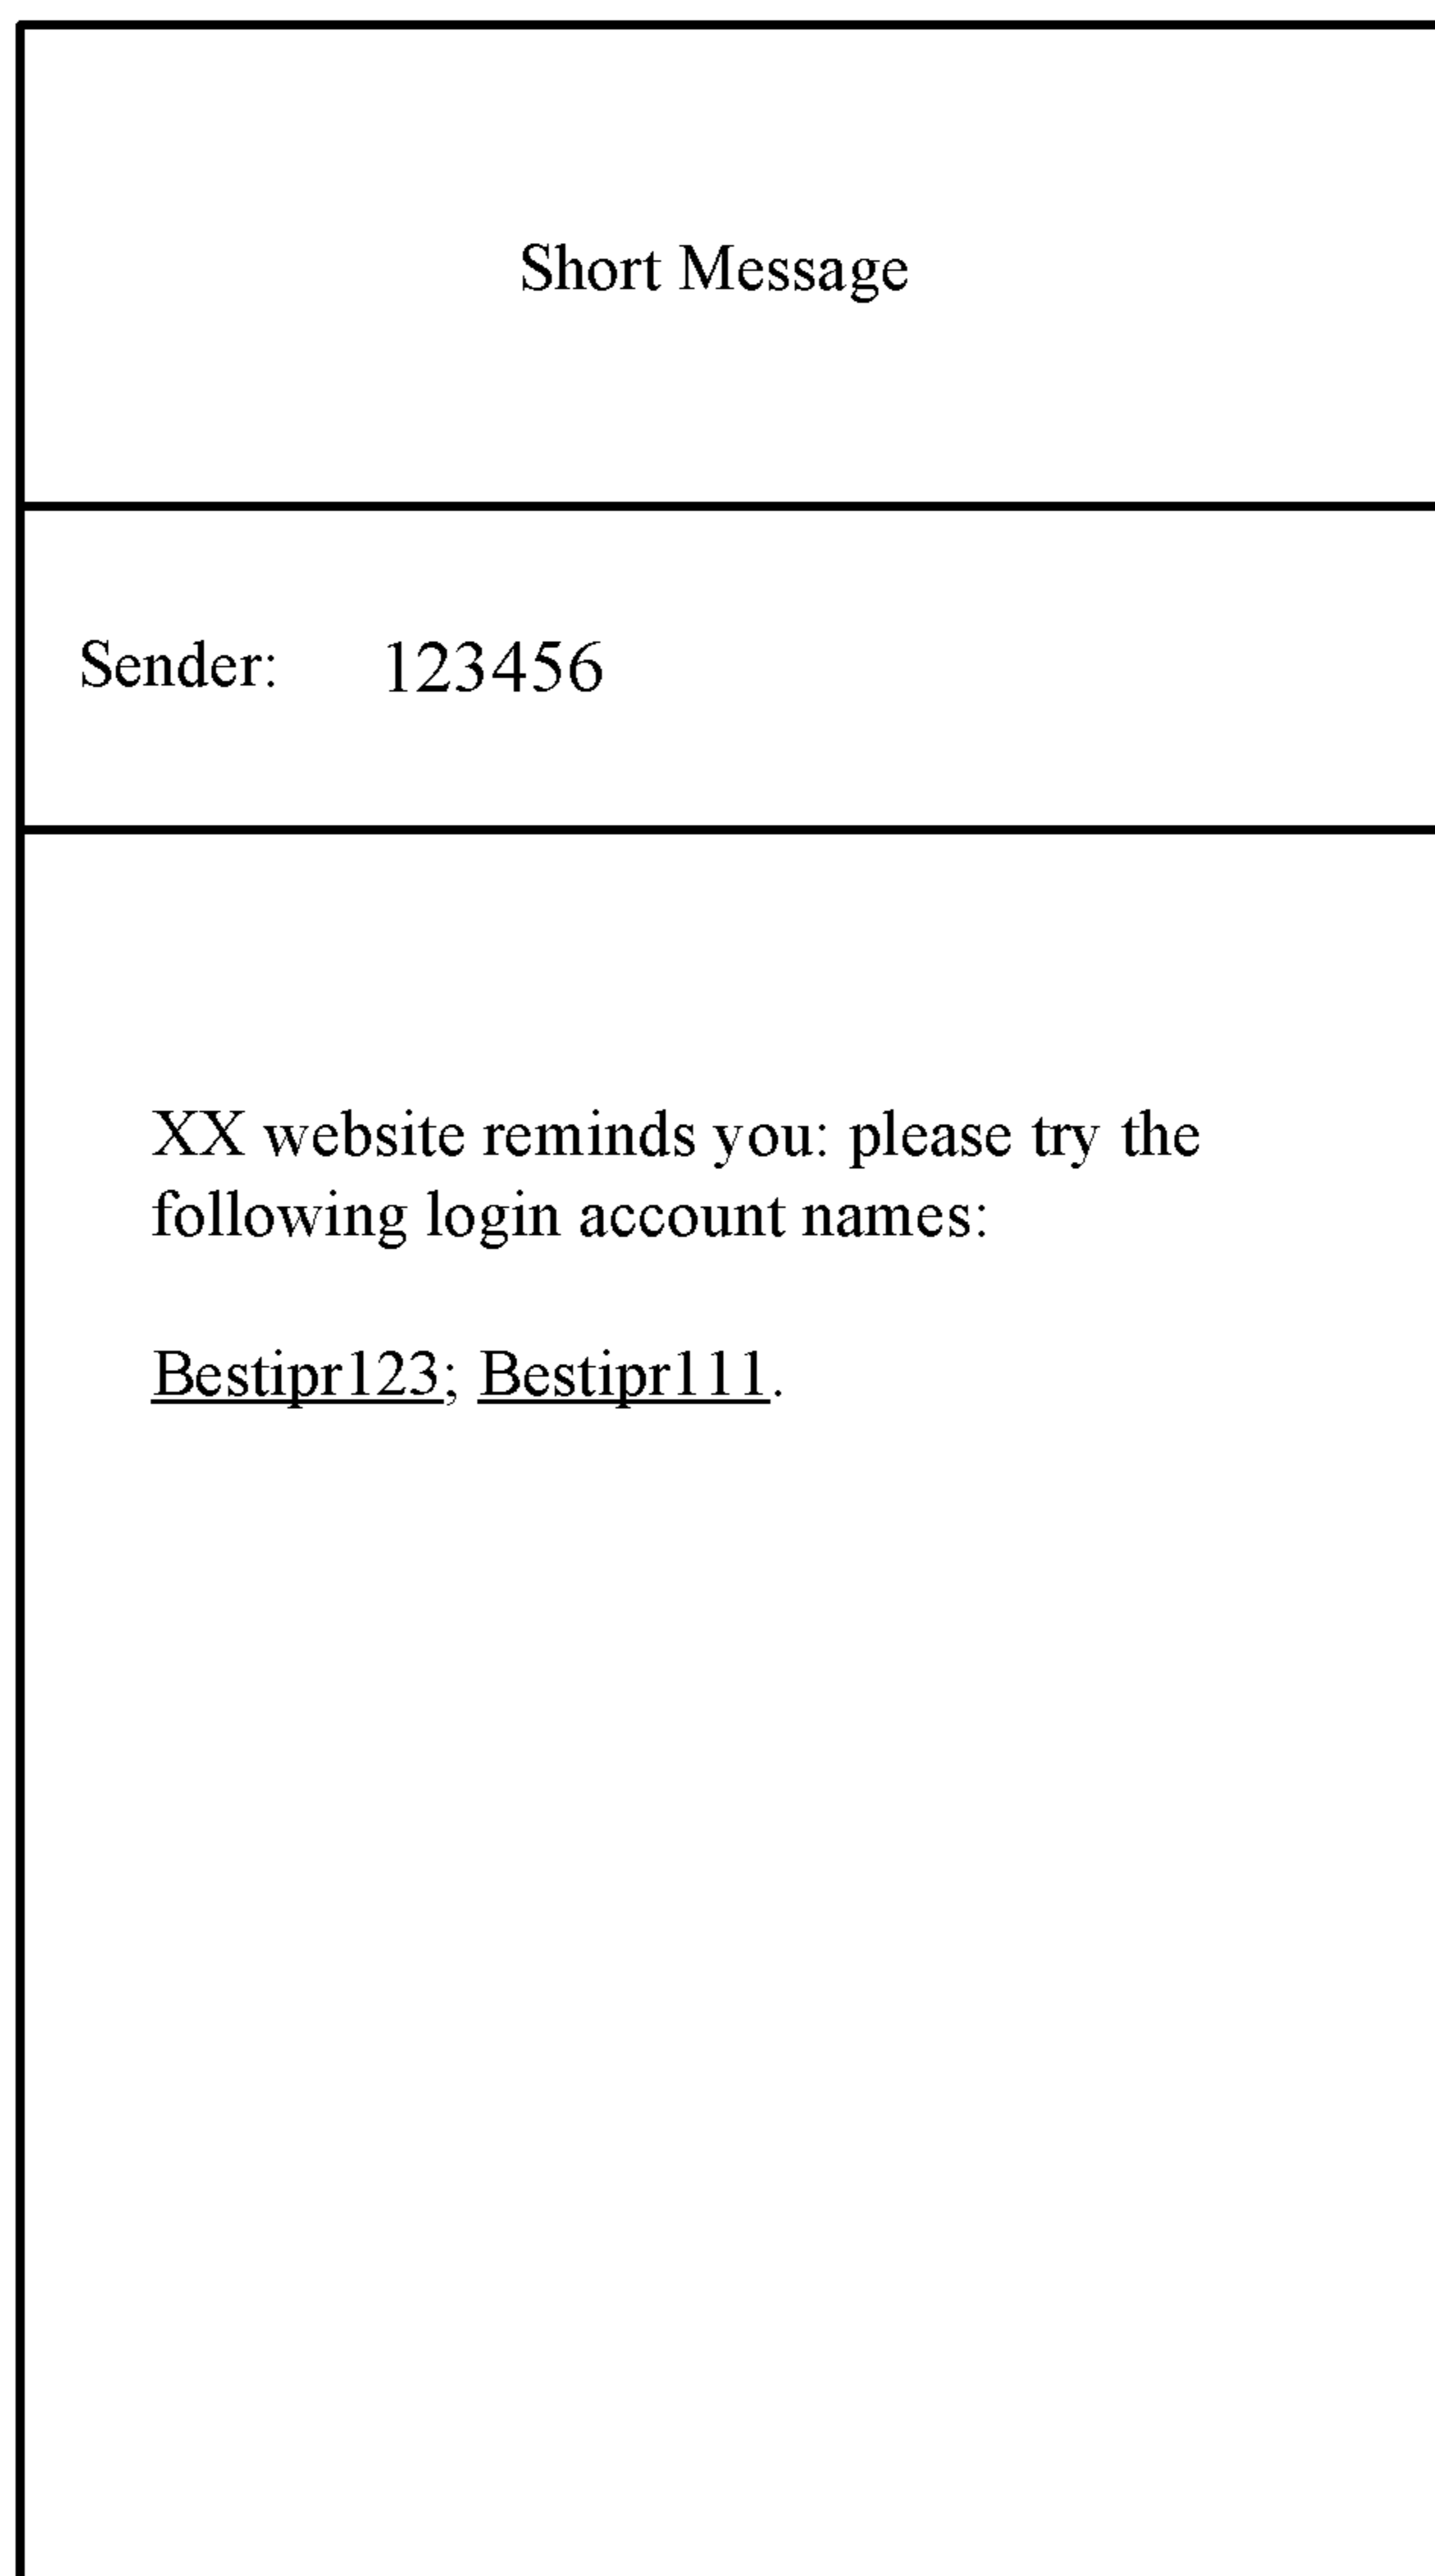 Short Message
Sender: 123456
XX website reminds you: please try the
following login account names:
Bestipr123; Bestipr111.